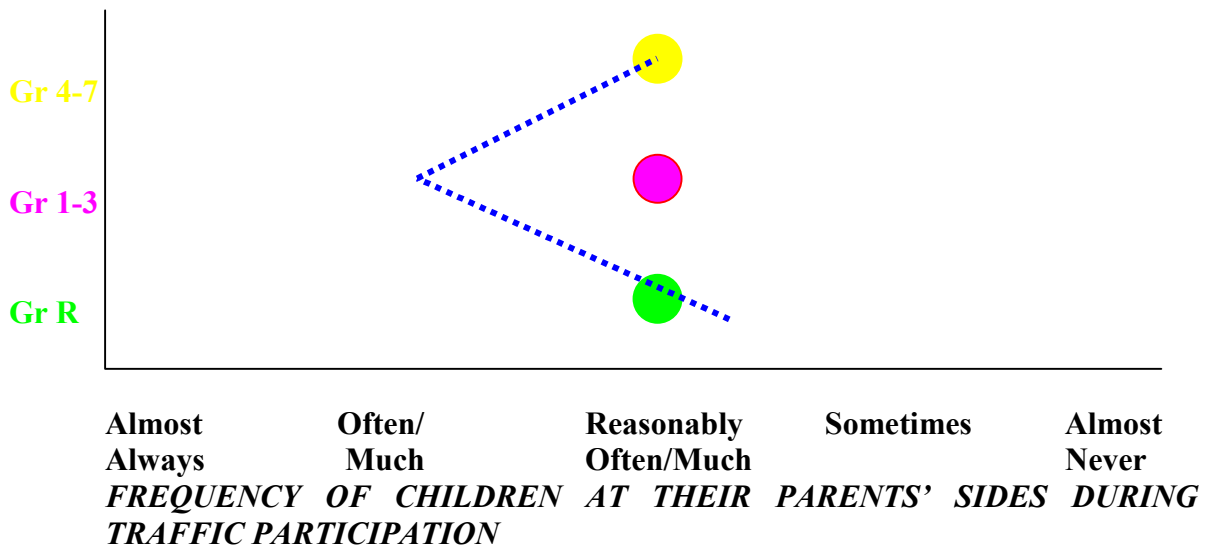 Gr 4-7
Gr 1-3
Gr R
Almost Often/ Reasonably Sometimes Almost
Always Much Often/Much Never
FREQUENCY OF CHILDREN AT THEIR PARENTS’ SIDES DURING
TRAFFIC PARTICIPATION